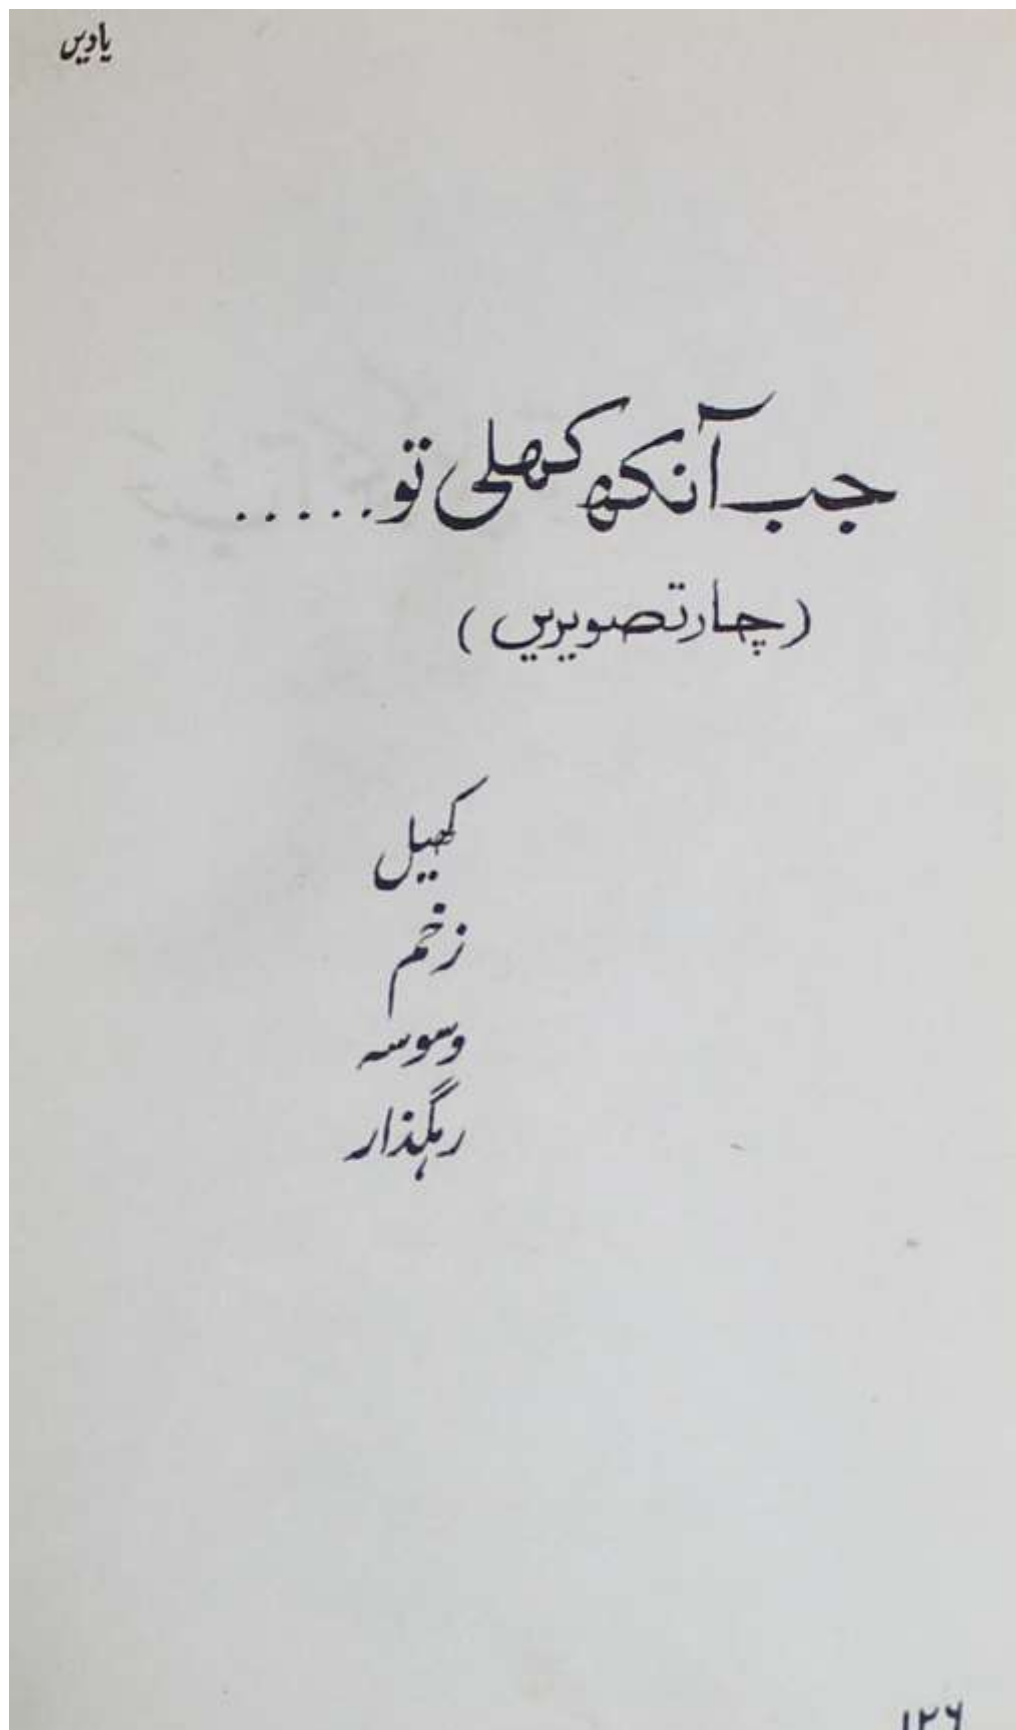 یادیں
جب آنکھ کھلی تو.....
(چار تصویریں)
کھیل
زخم
وسوسہ
رہگذار
۱۲۶